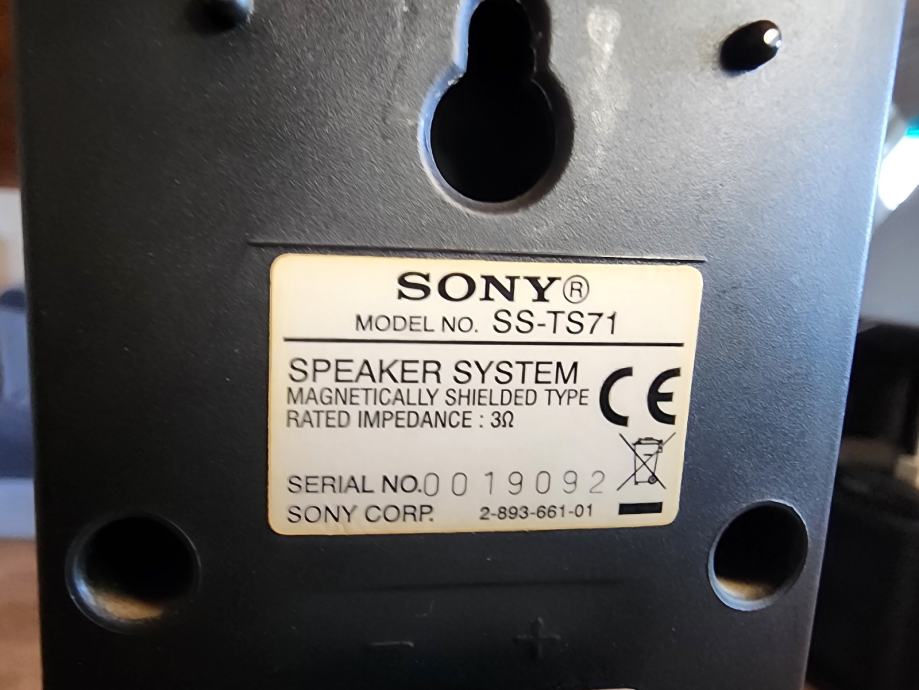 SONY®
MODEL NO. SS-TS71
SPEAKER SYSTEM
MAGNETICALLY SHIELDED TYPE
RATED IMPEDANCE : 3Ω
CE
SERIAL NO. 0019092
SONY CORP. 2-893-661-01
− +